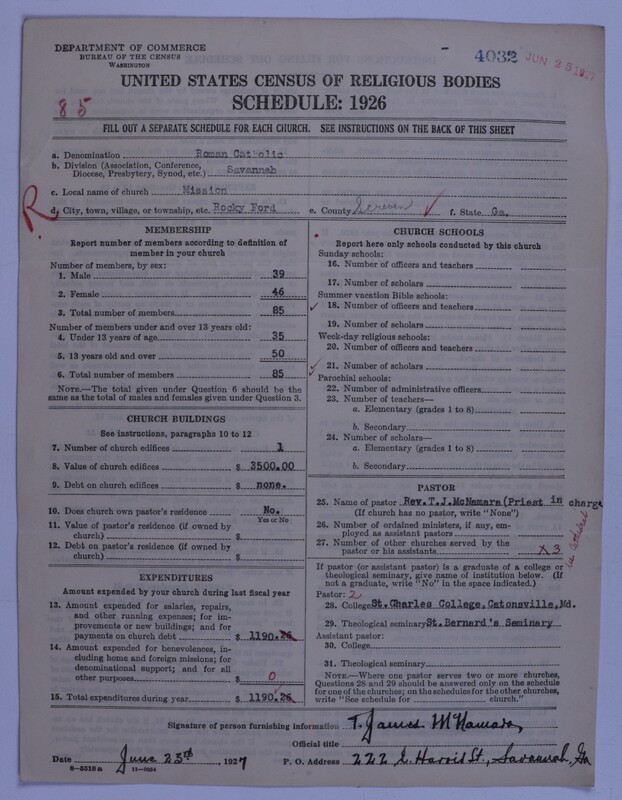 DEPARTMENT OF COMMERCE
BUREAU OF THE CENSUS
WASHINGTON
4032
JUN 25 1927
UNITED STATES CENSUS OF RELIGIOUS BODIES
SCHEDULE: 1926
85
FILL OUT A SEPARATE SCHEDULE FOR EACH CHURCH. SEE INSTRUCTIONS ON THE BACK OF THIS SHEET
a. Denomination Roman Catholic
b. Division (Association, Conference,
Diocese, Presbytery, Synod, etc.) Savannah
c. Local name of church Mission
R
d. City, town, village, or township, etc. Rocky Ford e. County Screven f. State Ga.
MEMBERSHIP
Report number of members according to definition of
member in your church
Number of members, by sex:
1. Male 39
2. Female 46
3. Total number of members 85
Number of members under and over 13 years old:
4. Under 13 years of age 35
5. 13 years old and over 50
6. Total number of members 85
NOTE.—The total given under Question 6 should be the
same as the total of males and females given under Question 3.
CHURCH BUILDINGS
See instructions, paragraphs 10 to 12
7. Number of church edifices 1
8. Value of church edifices $ 3500.00
9. Debt on church edifices $ none.
10. Does church own pastor's residence No.
Yes or No
11. Value of pastor's residence (if owned by
church) $
12. Debt on pastor's residence (if owned by
church) $
EXPENDITURES
Amount expended by your church during last fiscal year
13. Amount expended for salaries, repairs,
and other running expenses; for im-
provements or new buildings; and for
payments on church debt $ 1190.26
14. Amount expended for benevolences, in-
cluding home and foreign missions; for
denominational support; and for all
other purposes $ 0
15. Total expenditures during year $ 1190.26
CHURCH SCHOOLS
Report here only schools conducted by this church
Sunday schools:
16. Number of officers and teachers
17. Number of scholars
Summer vacation Bible schools:
18. Number of officers and teachers
19. Number of scholars
Week-day religious schools:
20. Number of officers and teachers
21. Number of scholars
Parochial schools:
22. Number of administrative officers
23. Number of teachers—
a. Elementary (grades 1 to 8)
b. Secondary
24. Number of scholars—
a. Elementary (grades 1 to 8)
b. Secondary
PASTOR
25. Name of pastor Rev.T.J.McNamara(Priest in charge
(If church has no pastor, write "None")
26. Number of ordained ministers, if any, em-
ployed as assistant pastors
27. Number of other churches served by the
pastor or his assistants x3
If pastor (or assistant pastor) is a graduate of a college or
theological seminary, give name of institution below. (If
not a graduate, write "No" in the space indicated.)
Pastor: 2
28. College St.Charles College,Catonsville,Md.
29. Theological seminary St.Bernard's Seminary
Assistant pastor:
30. College
31. Theological seminary
NOTE.—Where one pastor serves two or more churches,
Questions 28 and 29 should be answered only on the schedule
for one of the churches; on the schedules for the other churches,
write "See schedule for church."
Signature of person furnishing information T. James McNamara
Official title
Date June 23rd, 1927 P. O. Address 222 E. Harris St., Savannah, Ga
8—5518a 11—9034